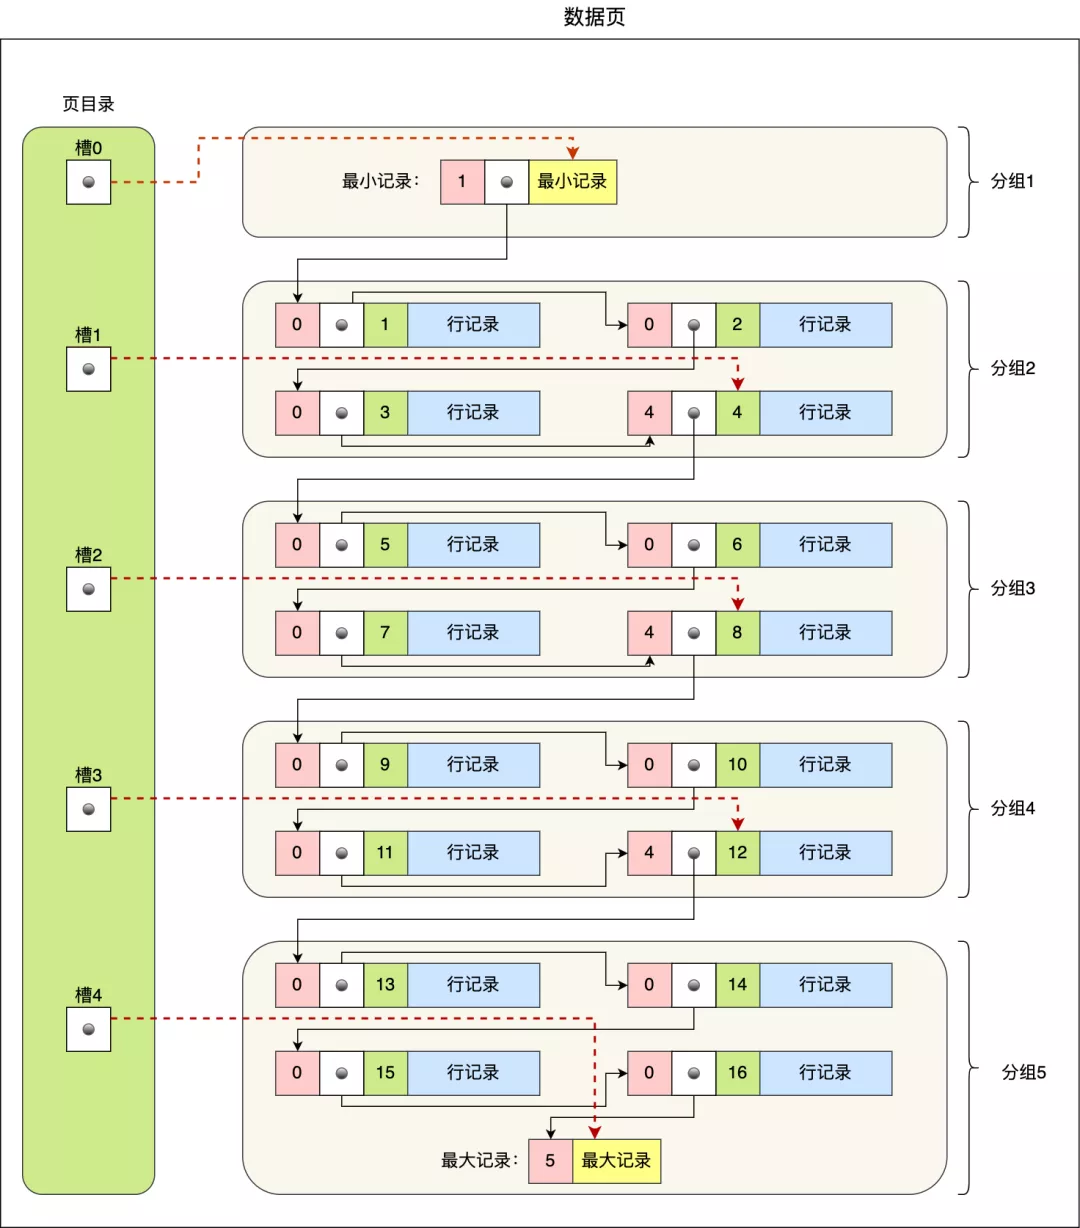 数据页
页目录
槽0
最小记录： 1 最小记录
分组1
槽1
0 1 行记录 0 2 行记录
0 3 行记录 4 4 行记录
分组2
槽2
0 5 行记录 0 6 行记录
0 7 行记录 4 8 行记录
分组3
槽3
0 9 行记录 0 10 行记录
0 11 行记录 4 12 行记录
分组4
槽4
0 13 行记录 0 14 行记录
0 15 行记录 0 16 行记录
最大记录： 5 最大记录
分组5